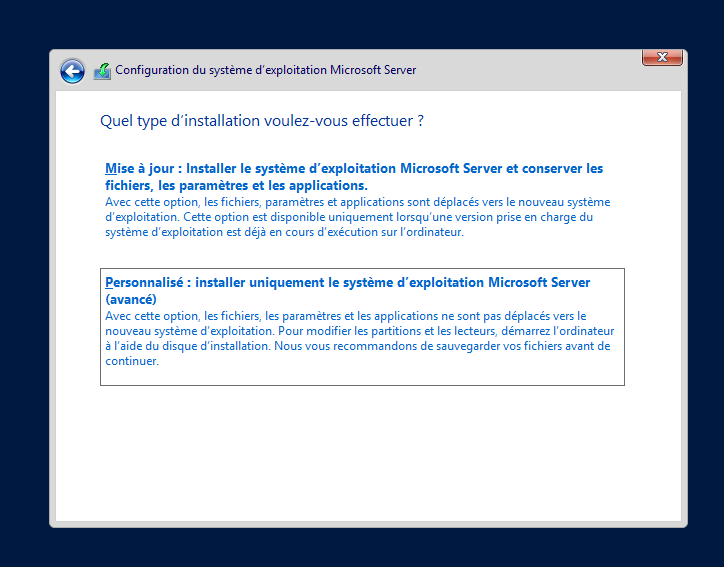 Configuration du système d'exploitation Microsoft Server
Quel type d'installation voulez-vous effectuer ?
Mise à jour : Installer le système d'exploitation Microsoft Server et conserver les
fichiers, les paramètres et les applications.
Avec cette option, les fichiers, paramètres et applications sont déplacés vers le nouveau système
d'exploitation. Cette option est disponible uniquement lorsqu'une version prise en charge du
système d'exploitation est déjà en cours d'exécution sur l'ordinateur.
Personnalisé : installer uniquement le système d'exploitation Microsoft Server
(avancé)
Avec cette option, les fichiers, les paramètres et les applications ne sont pas déplacés vers le
nouveau système d'exploitation. Pour modifier les partitions et les lecteurs, démarrez l'ordinateur
à l'aide du disque d'installation. Nous vous recommandons de sauvegarder vos fichiers avant de
continuer.